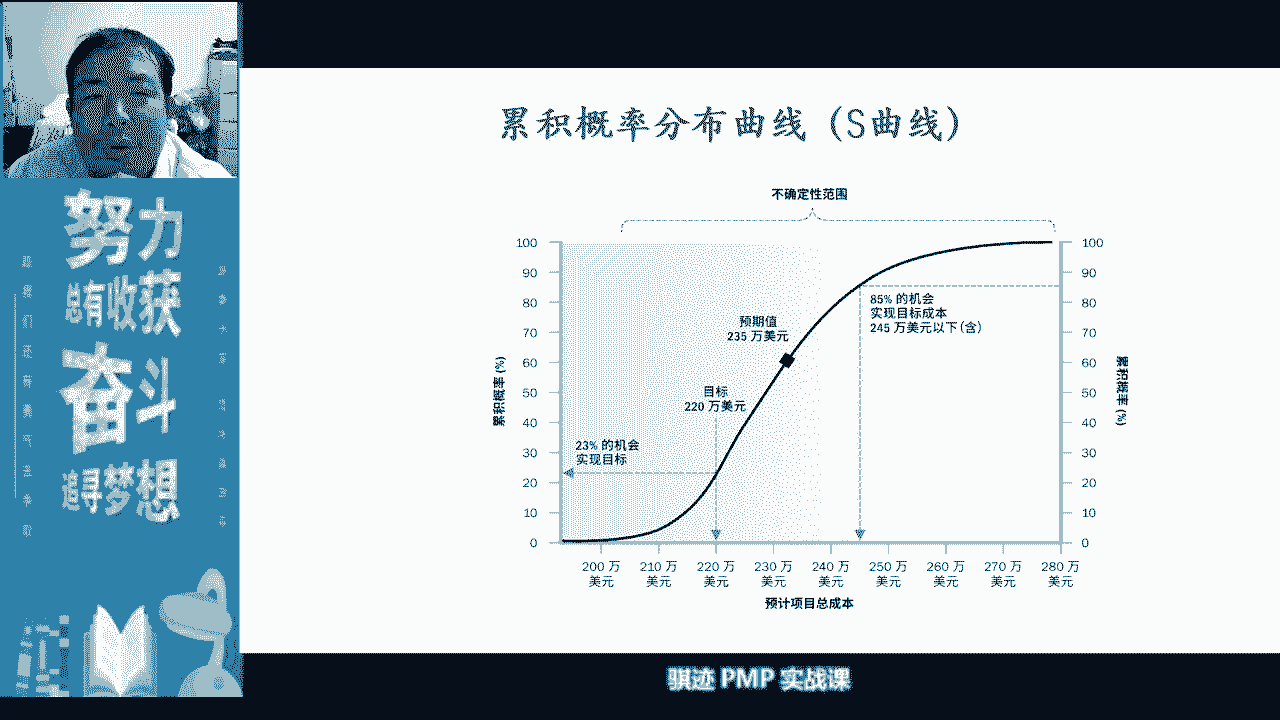 累积概率分布曲线（S曲线）
不确定性范围
100
90
80
70
60
50
40
30
20
10
0
累积概率 (%)
预期值
235 万美元
目标
220 万美元
23% 的机会
实现目标
85% 的机会
实现目标成本
245 万美元以下(含)
100
90
80
70
60
50
40
30
20
10
0
累积概率 (%)
200 万
美元
210 万
美元
220 万
美元
230 万
美元
240 万
美元
250 万
美元
260 万
美元
270 万
美元
280 万
美元
预计项目总成本
努力
总有收获
奋斗
追寻梦想
骐迹 PMP 实战课